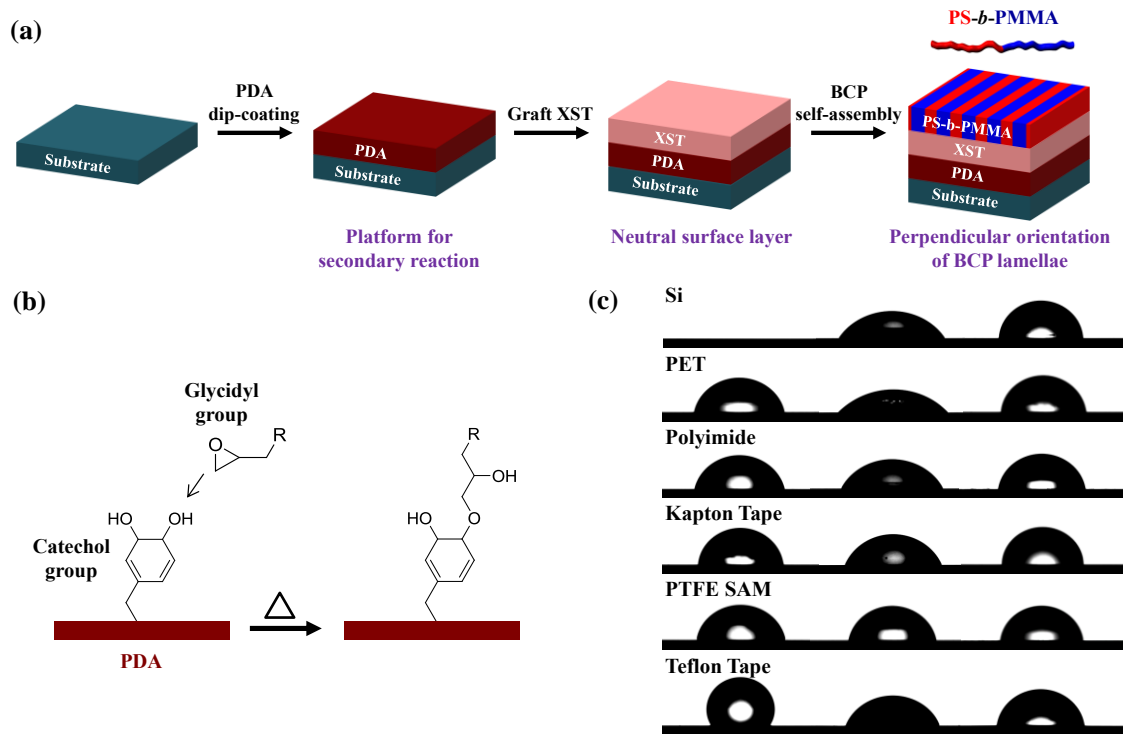 (a)
PS-b-PMMA
PDA
dip-coating
Graft XST
BCP
self-assembly
Substrate
PDA
Substrate
XST
PDA
Substrate
PS-b-PMMA
XST
PDA
Substrate
Platform for
secondary reaction
Neutral surface layer
Perpendicular orientation
of BCP lamellae
(b)
Glycidyl
group
O
R
HO
OH
Catechol
group
PDA
R
OH
O
HO
(c)
Si
PET
Polyimide
Kapton Tape
PTFE SAM
Teflon Tape